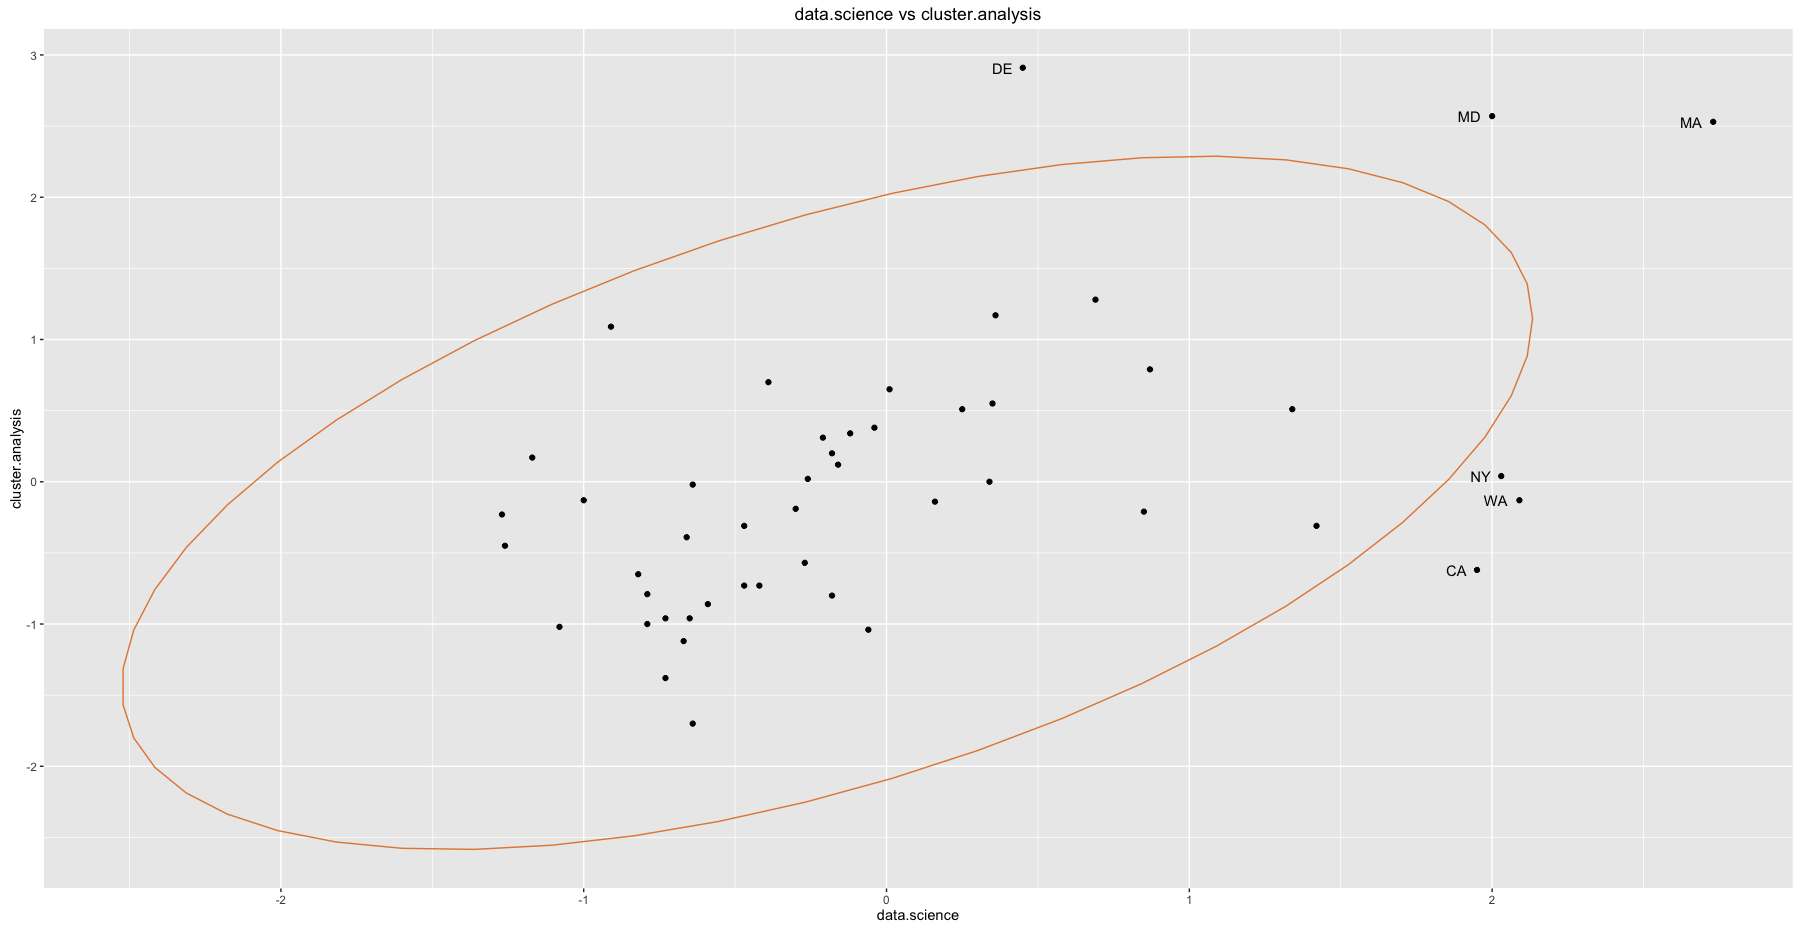 data.science vs cluster.analysis
3
DE
MD
MA
2
1
cluster.analysis
0
NY
WA
CA
-1
-2
-2
-1
0
1
2
data.science